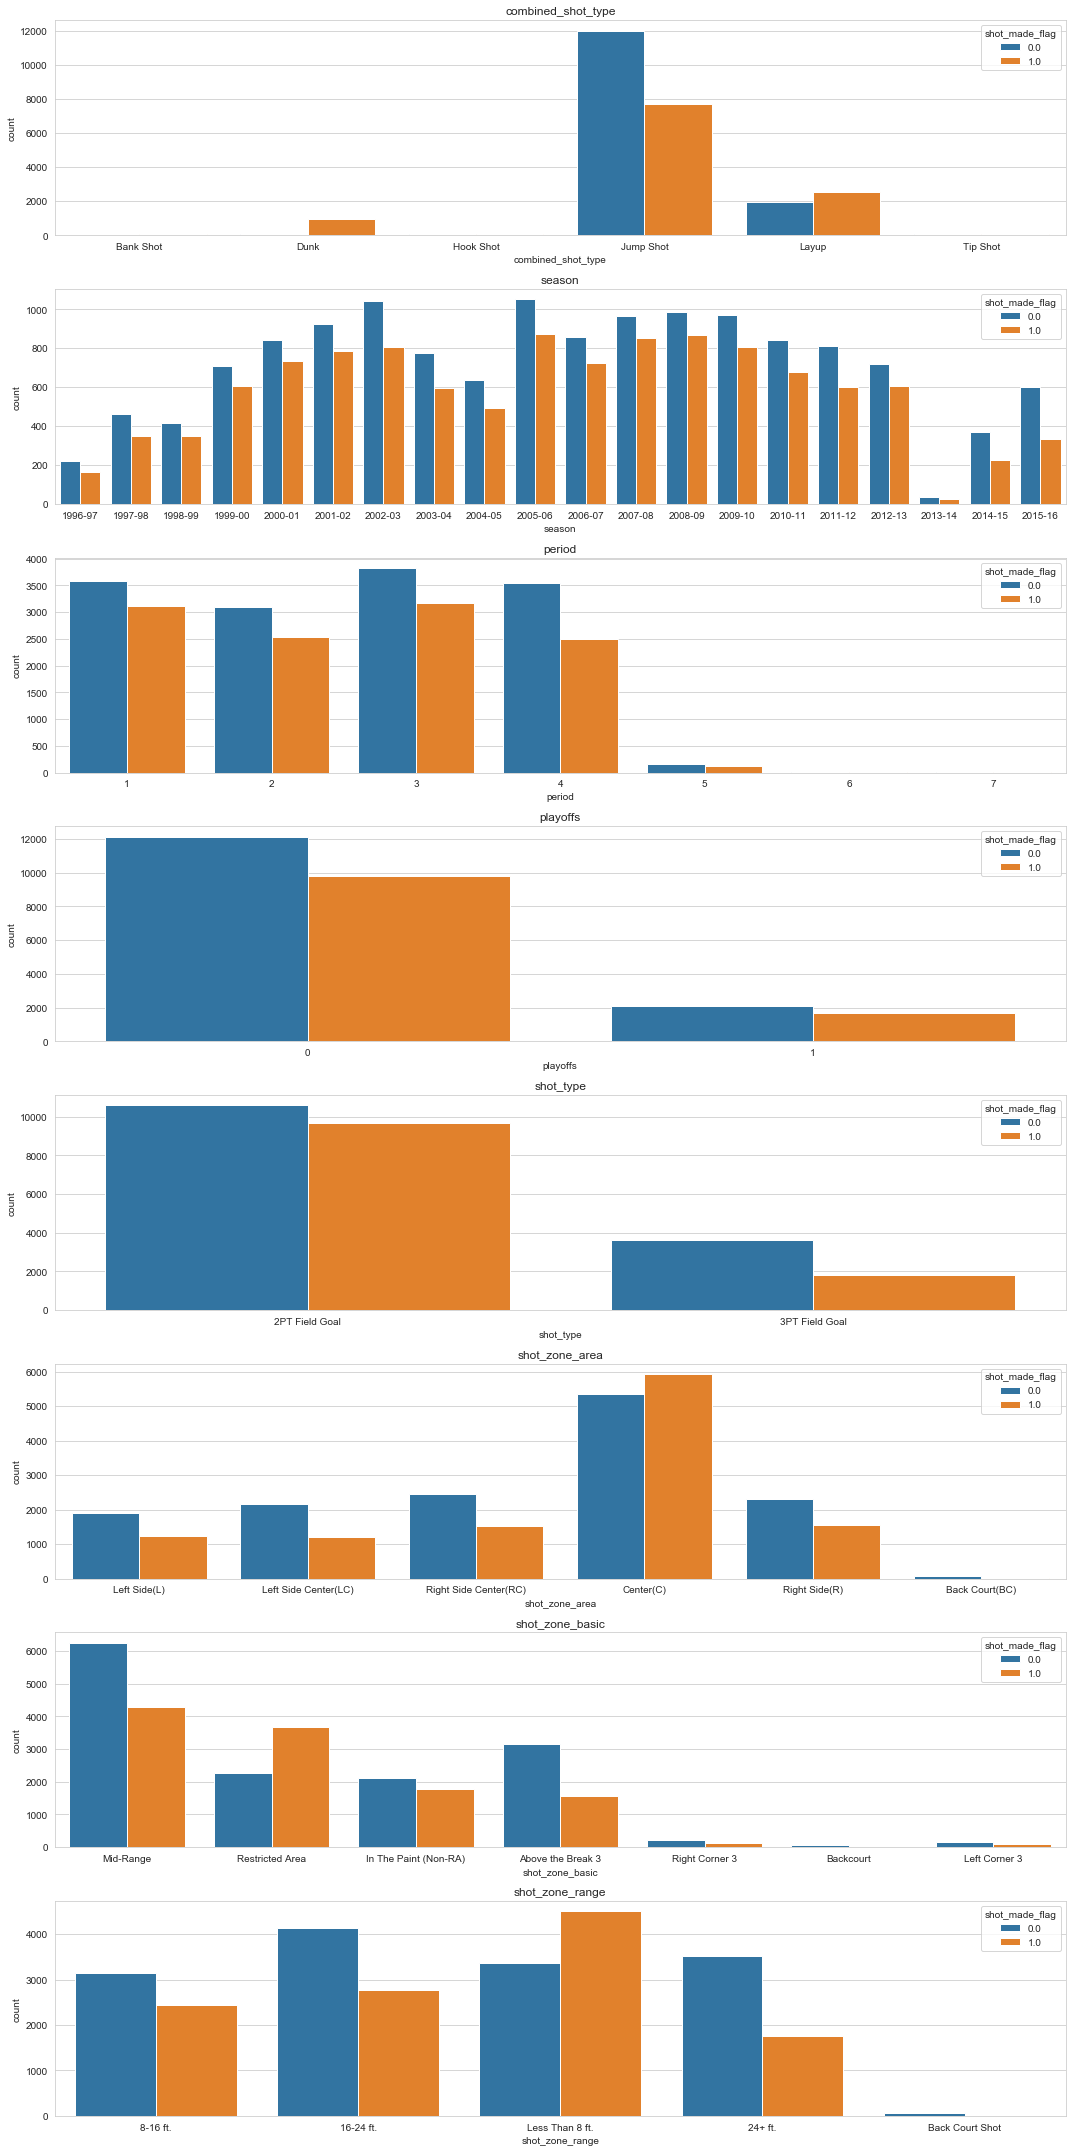 combined_shot_type
shot_made_flag
0.0
1.0
12000
10000
8000
6000
4000
2000
0
count
Bank Shot Dunk Hook Shot Jump Shot Layup Tip Shot
combined_shot_type
season
shot_made_flag
0.0
1.0
1000
800
600
400
200
0
count
1996-97 1997-98 1998-99 1999-00 2000-01 2001-02 2002-03 2003-04 2004-05 2005-06 2006-07 2007-08 2008-09 2009-10 2010-11 2011-12 2012-13 2013-14 2014-15 2015-16
season
period
shot_made_flag
0.0
1.0
4000
3500
3000
2500
2000
1500
1000
500
0
count
1 2 3 4 5 6 7
period
playoffs
shot_made_flag
0.0
1.0
12000
10000
8000
6000
4000
2000
0
count
0 1
playoffs
shot_type
shot_made_flag
0.0
1.0
10000
8000
6000
4000
2000
0
count
2PT Field Goal 3PT Field Goal
shot_type
shot_zone_area
shot_made_flag
0.0
1.0
6000
5000
4000
3000
2000
1000
0
count
Left Side(L) Left Side Center(LC) Right Side Center(RC) Center(C) Right Side(R) Back Court(BC)
shot_zone_area
shot_zone_basic
shot_made_flag
0.0
1.0
6000
5000
4000
3000
2000
1000
0
count
Mid-Range Restricted Area In The Paint (Non-RA) Above the Break 3 Right Corner 3 Backcourt Left Corner 3
shot_zone_basic
shot_zone_range
shot_made_flag
0.0
1.0
4000
3000
2000
1000
0
count
8-16 ft. 16-24 ft. Less Than 8 ft. 24+ ft. Back Court Shot
shot_zone_range